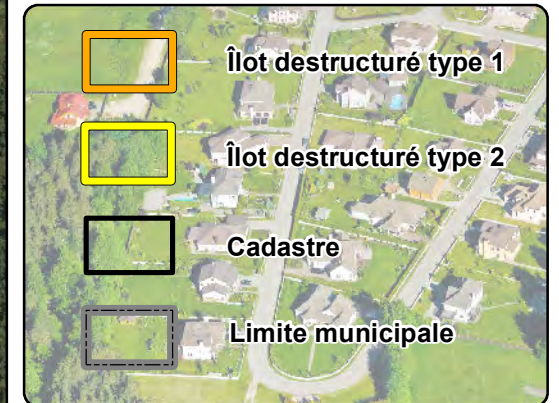 Îlot destructuré type 1
Îlot destructuré type 2
Cadastre
Limite municipale